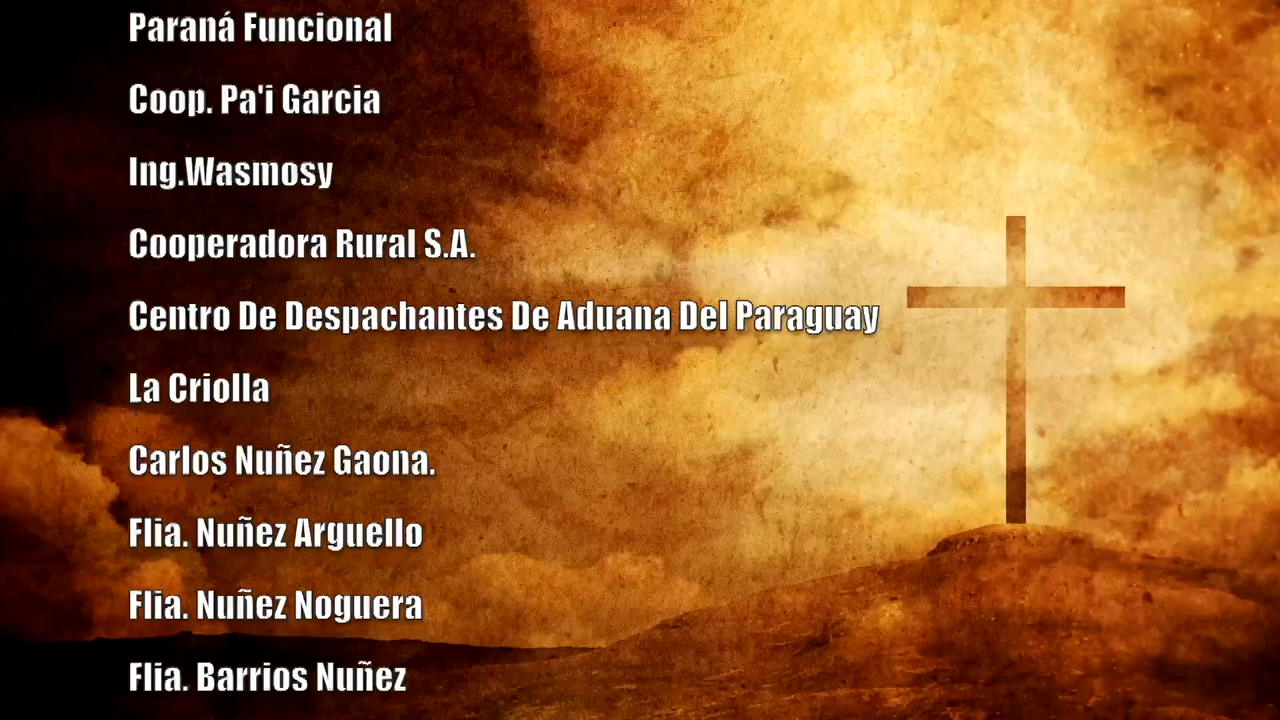 Paraná Funcional
Coop. Pa'i Garcia
Ing.Wasmosy
Cooperadora Rural S.A.
Centro De Despachantes De Aduana Del Paraguay
La Criolla
Carlos Nuñez Gaona.
Flia. Nuñez Arguello
Flia. Nuñez Noguera
Flia. Barrios Nuñez